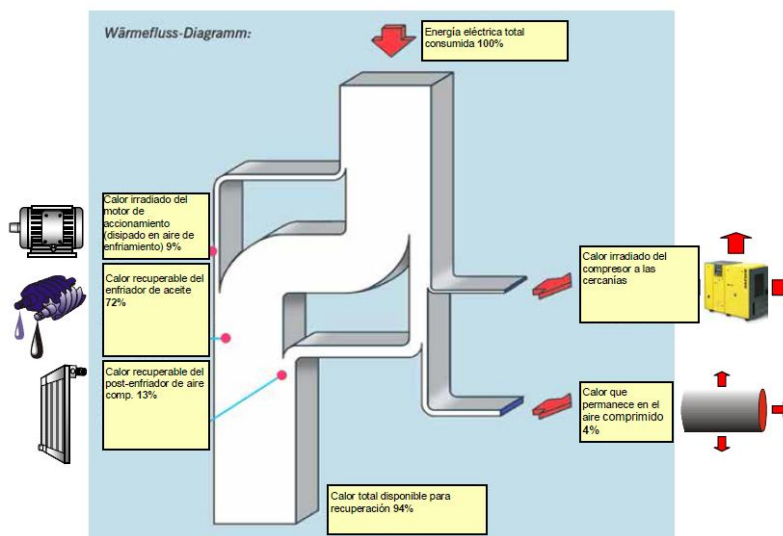 Wärmefluss-Diagramm:
Energía eléctrica total
consumida 100%
Calor irradiado del
motor de
accionamiento
(disipado en aire de
enfriamiento) 9%
Calor recuperable del
enfriador de aceite
72%
Calor recuperable del
post-enfriador de aire
comp. 13%
Calor irradiado del
compresor a las
cercanías
Calor que
permanece en el
aire comprimido
4%
Calor total disponible para
recuperación 94%